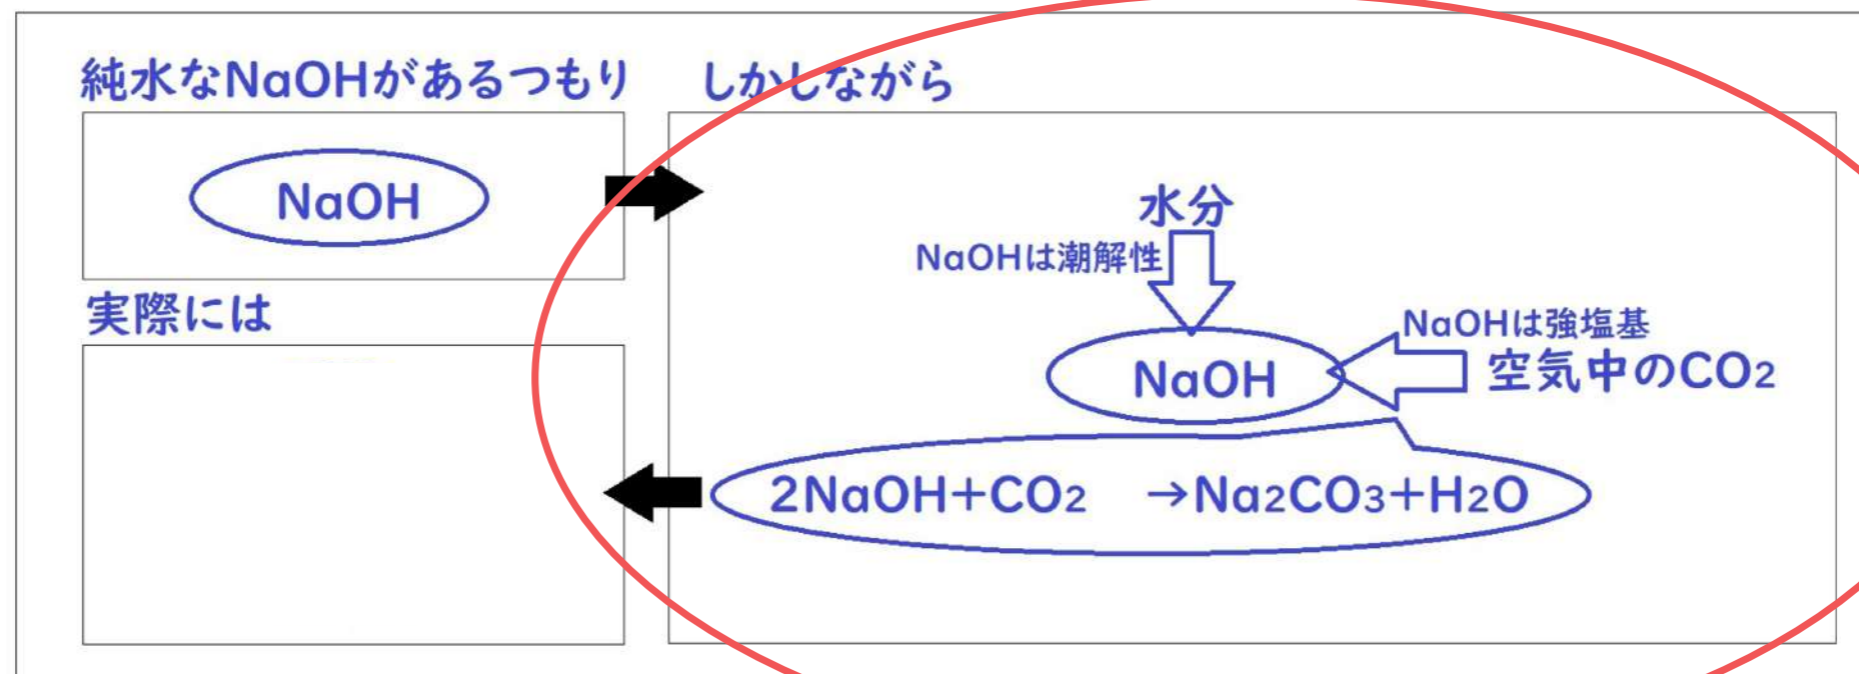 純水なNaOHがあるつもり
NaOH
しかしながら
水分
NaOHは潮解性
NaOH
NaOHは強塩基
空気中のCO2
2NaOH+CO2 →Na2CO3+H2O
実際には